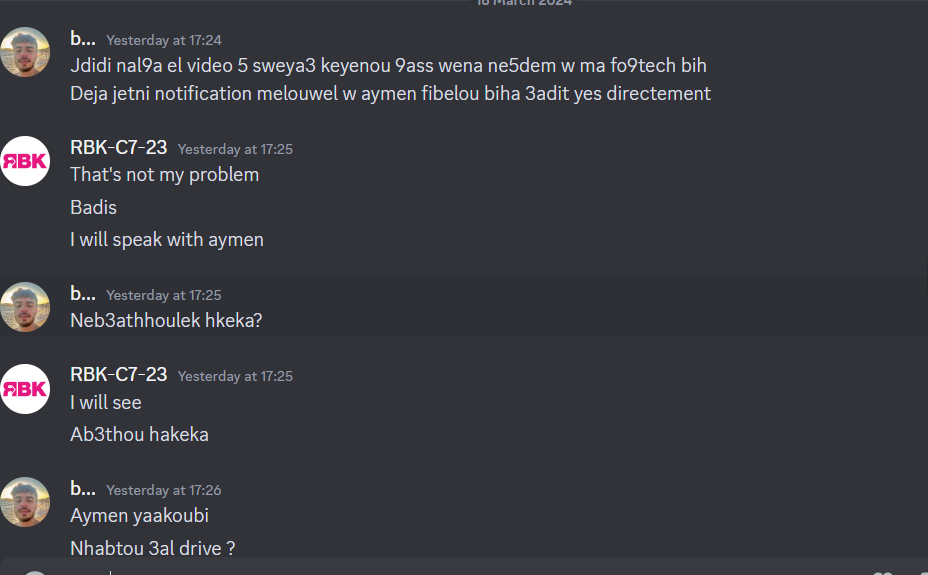 18 March 2024
b... Yesterday at 17:24
Jdidi nal9a el video 5 sweya3 keyenou 9ass wena ne5dem w ma fo9tech bih
Deja jetni notification melouwel w aymen fibelou biha 3adit yes directement
RBK
RBK-C7-23 Yesterday at 17:25
That's not my problem
Badis
I will speak with aymen
b... Yesterday at 17:25
Neb3athhoulek hkeka?
RBK
RBK-C7-23 Yesterday at 17:25
I will see
Ab3thou hakeka
b... Yesterday at 17:26
Aymen yaakoubi
Nhabtou 3al drive ?